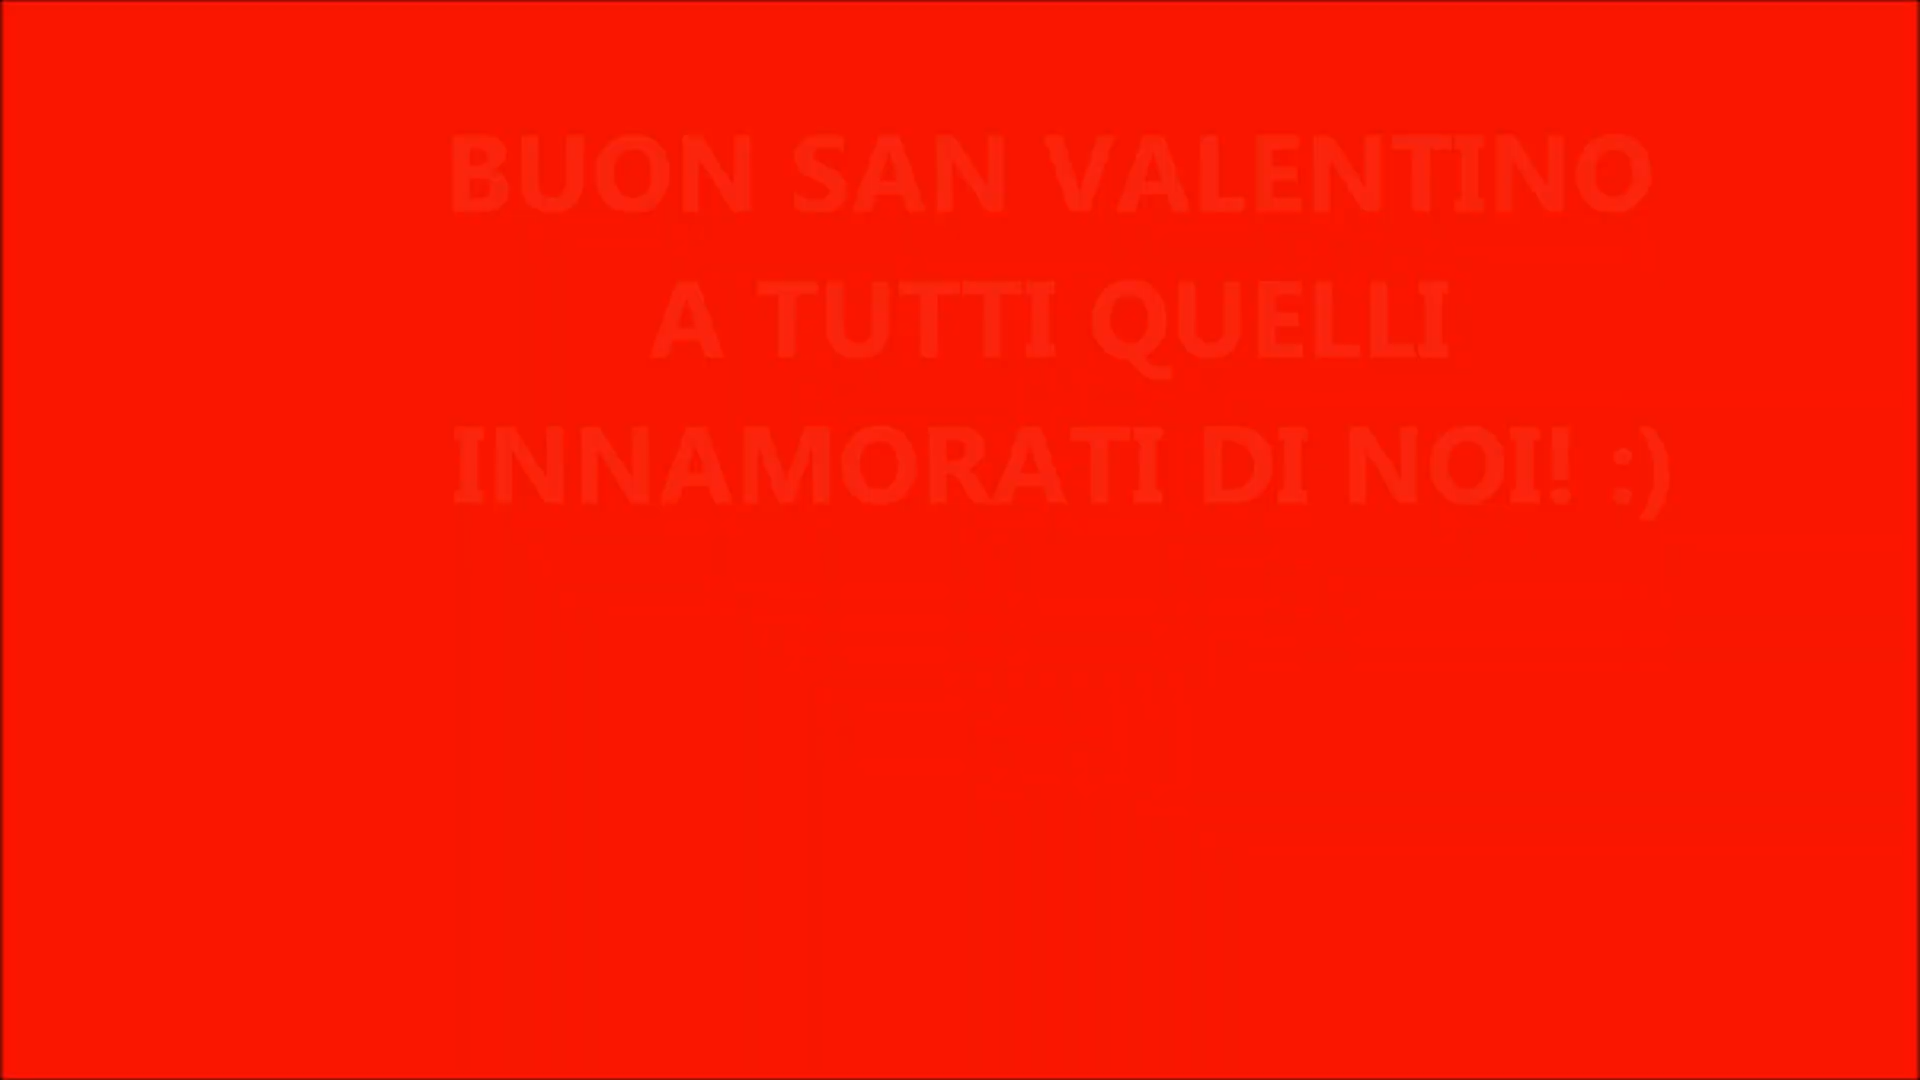 BUON SAN VALENTINO
A TUTTI QUELLI
INNAMORATI DI NOI! :)